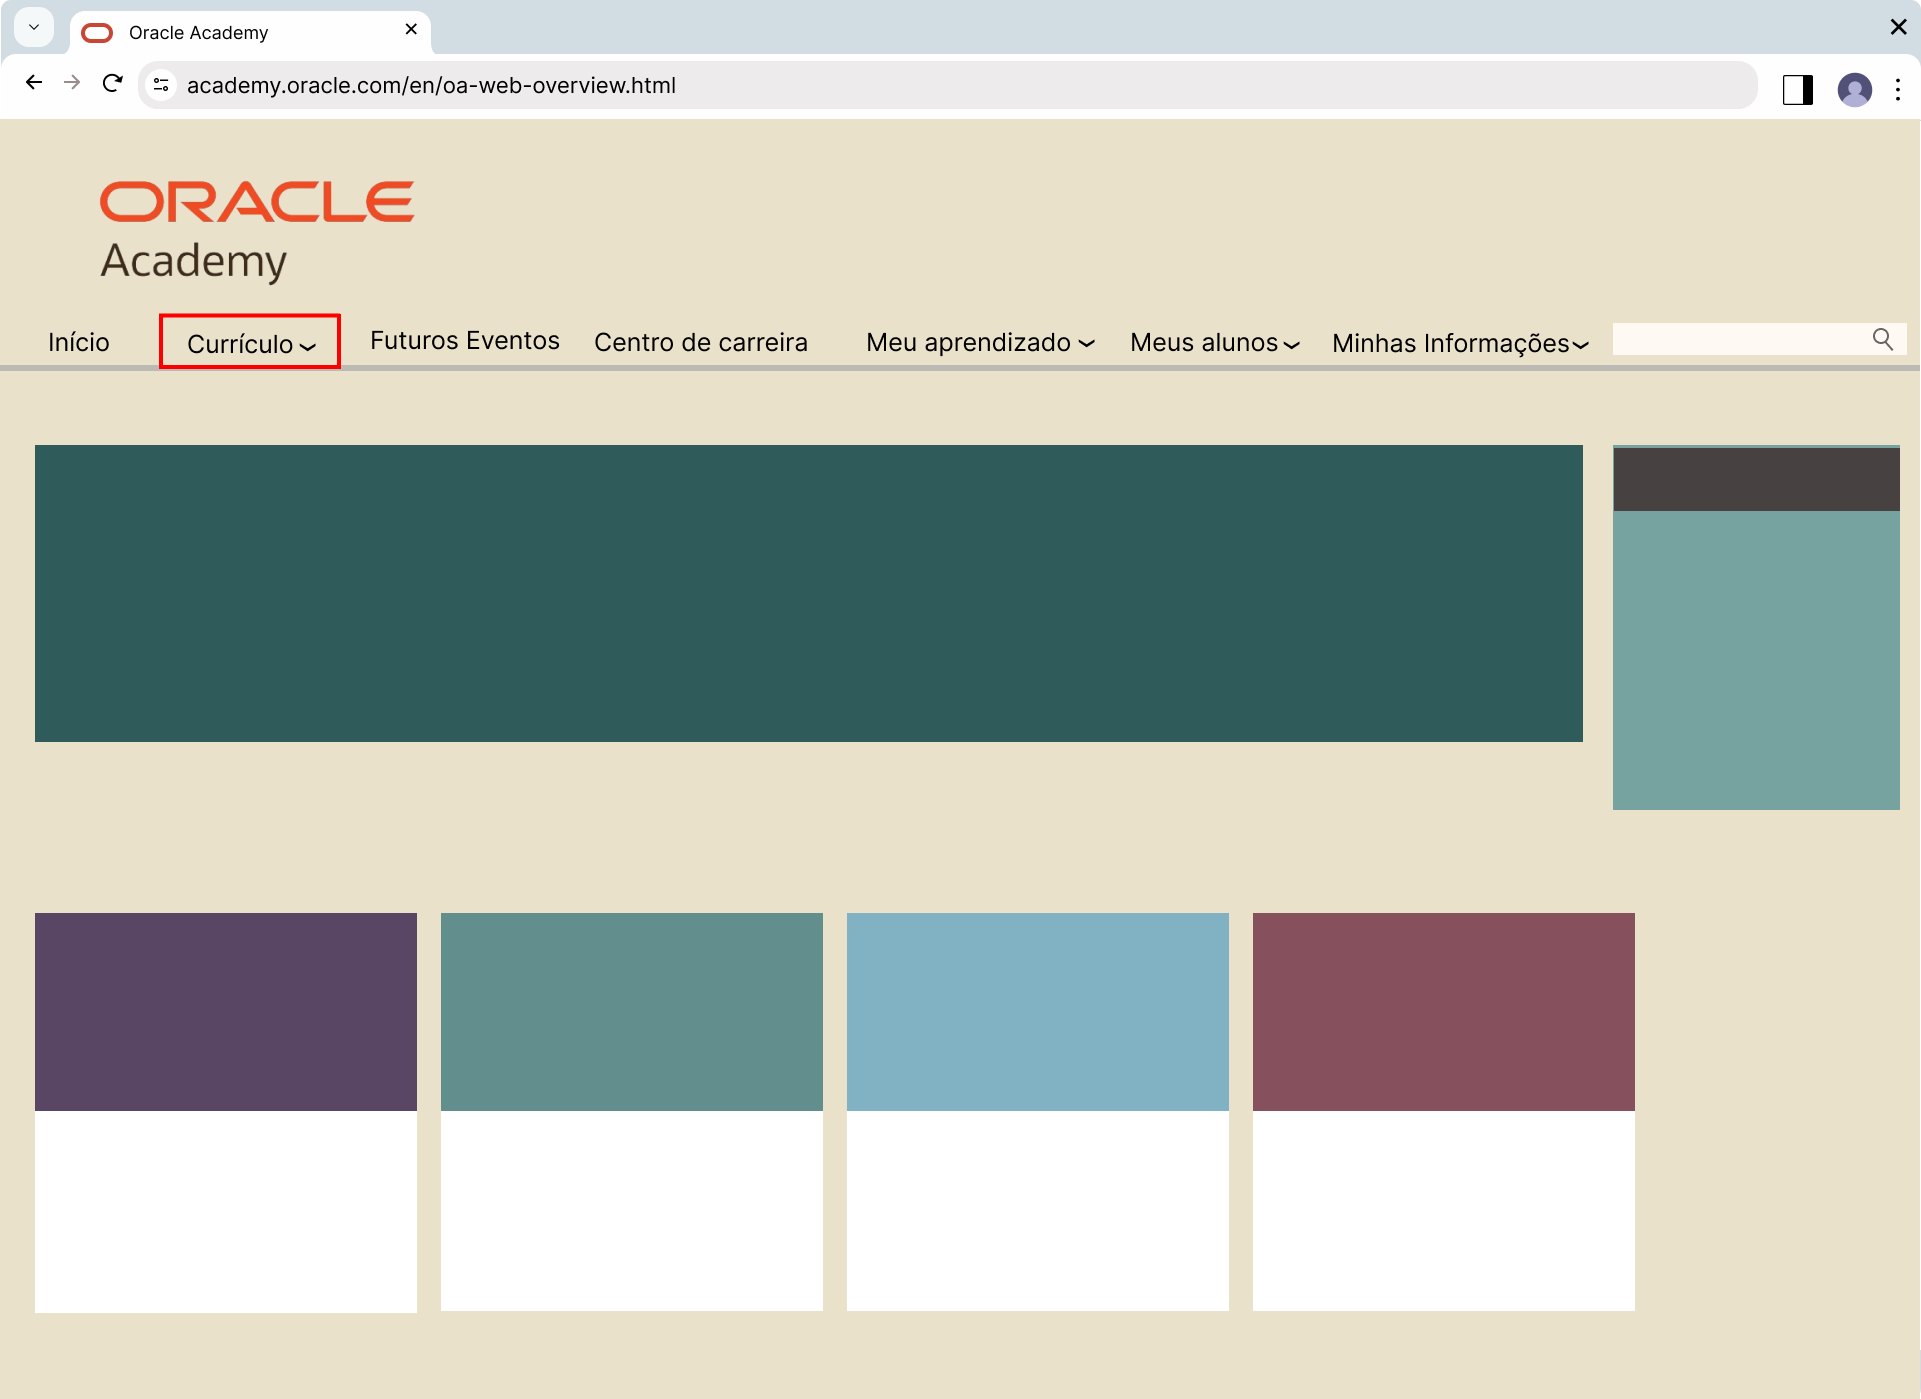 Oracle Academy
academy.oracle.com/en/oa-web-overview.html
ORACLE
Academy
Início
Currículo
Futuros Eventos
Centro de carreira
Meu aprendizado
Meus alunos
Minhas Informações